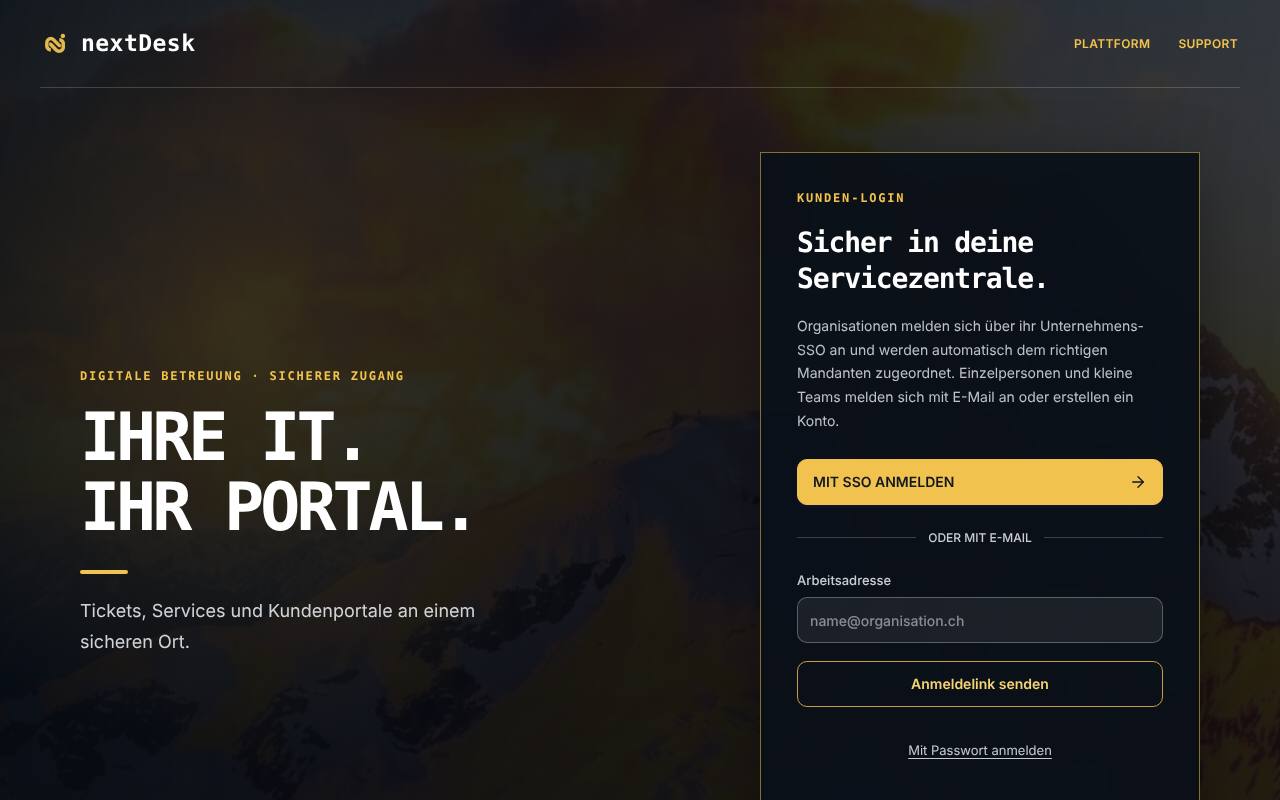 nextDesk
PLATTFORM
SUPPORT
DIGITALE BETREUUNG · SICHERER ZUGANG
IHRE IT.
IHR PORTAL.
Tickets, Services und Kundenportale an einem
sicheren Ort.
KUNDEN-LOGIN
Sicher in deine
Servicezentrale.
Organisationen melden sich über ihr Unternehmens-
SSO an und werden automatisch dem richtigen
Mandanten zugeordnet. Einzelpersonen und kleine
Teams melden sich mit E-Mail an oder erstellen ein
Konto.
MIT SSO ANMELDEN
ODER MIT E-MAIL
Arbeitsadresse
name@organisation.ch
Anmeldelink senden
Mit Passwort anmelden